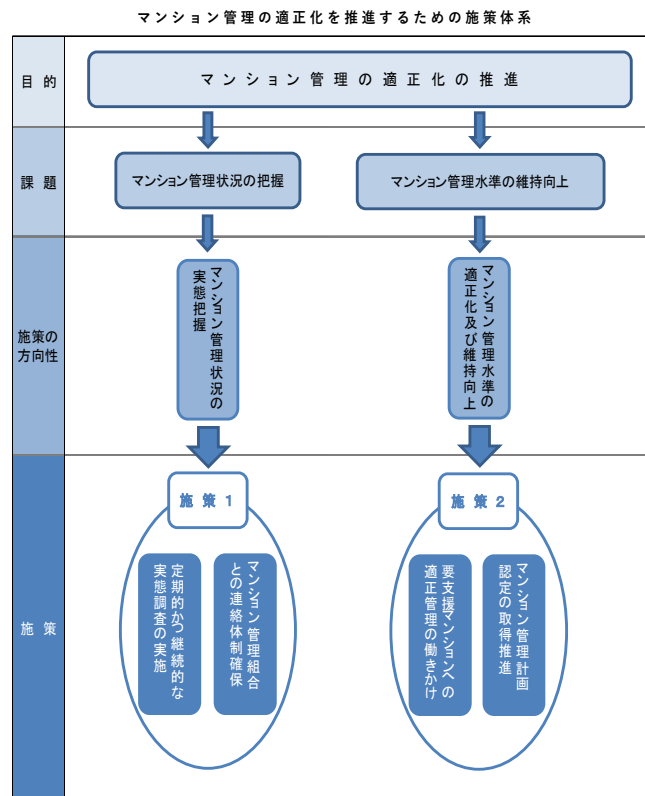 マンション管理の適正化を推進するための施策体系
目的
マンション管理の適正化の推進
課題
マンション管理状況の把握
マンション管理水準の維持向上
施策の
方向性
マンション管理状況の
実態把握
マンション管理水準の
適正化及び維持向上
施策
施策1
マンション管理組合
との連絡体制確保
定期的かつ継続的な
実態調査の実施
施策2
マンション管理計画
認定の取得推進
要支援マンションへの
適正管理の働きかけ